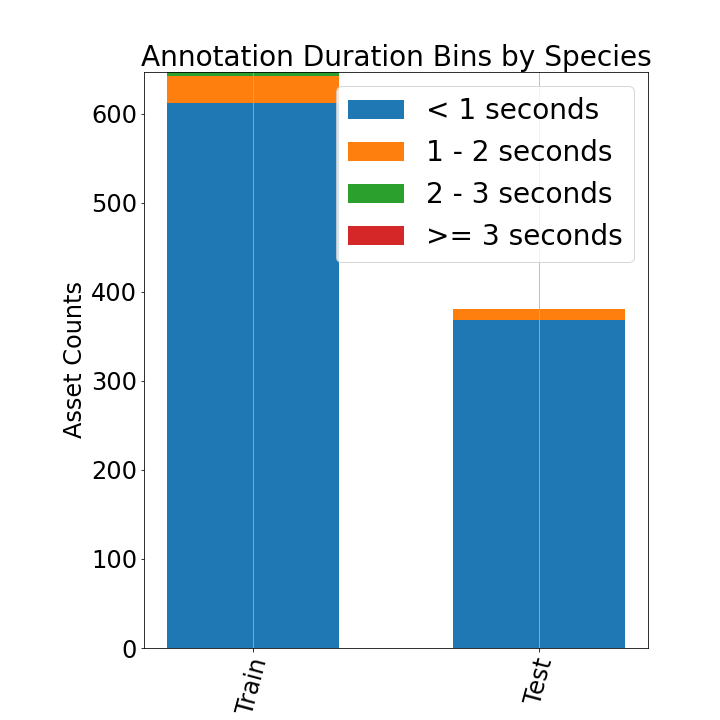 Annotation Duration Bins by Species
< 1 seconds
1 - 2 seconds
2 - 3 seconds
>= 3 seconds
Asset Counts
600
500
400
300
200
100
0
Train
Test